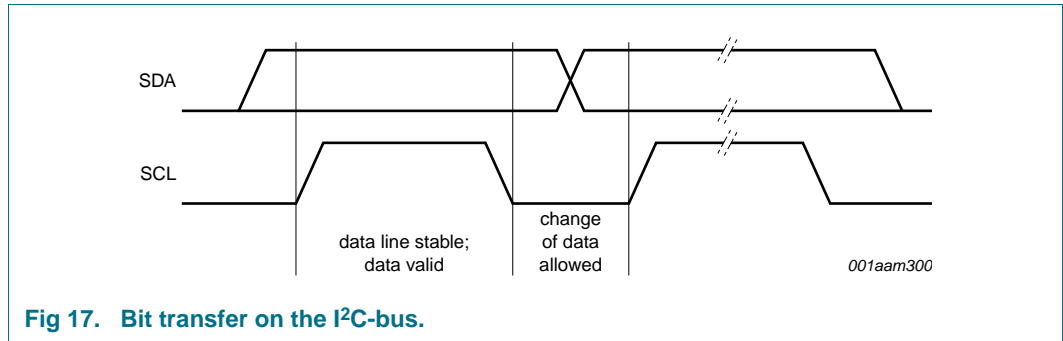 SDA
SCL
data line stable;
data valid
change
of data
allowed
001aam300
Fig 17. Bit transfer on the I²C-bus.